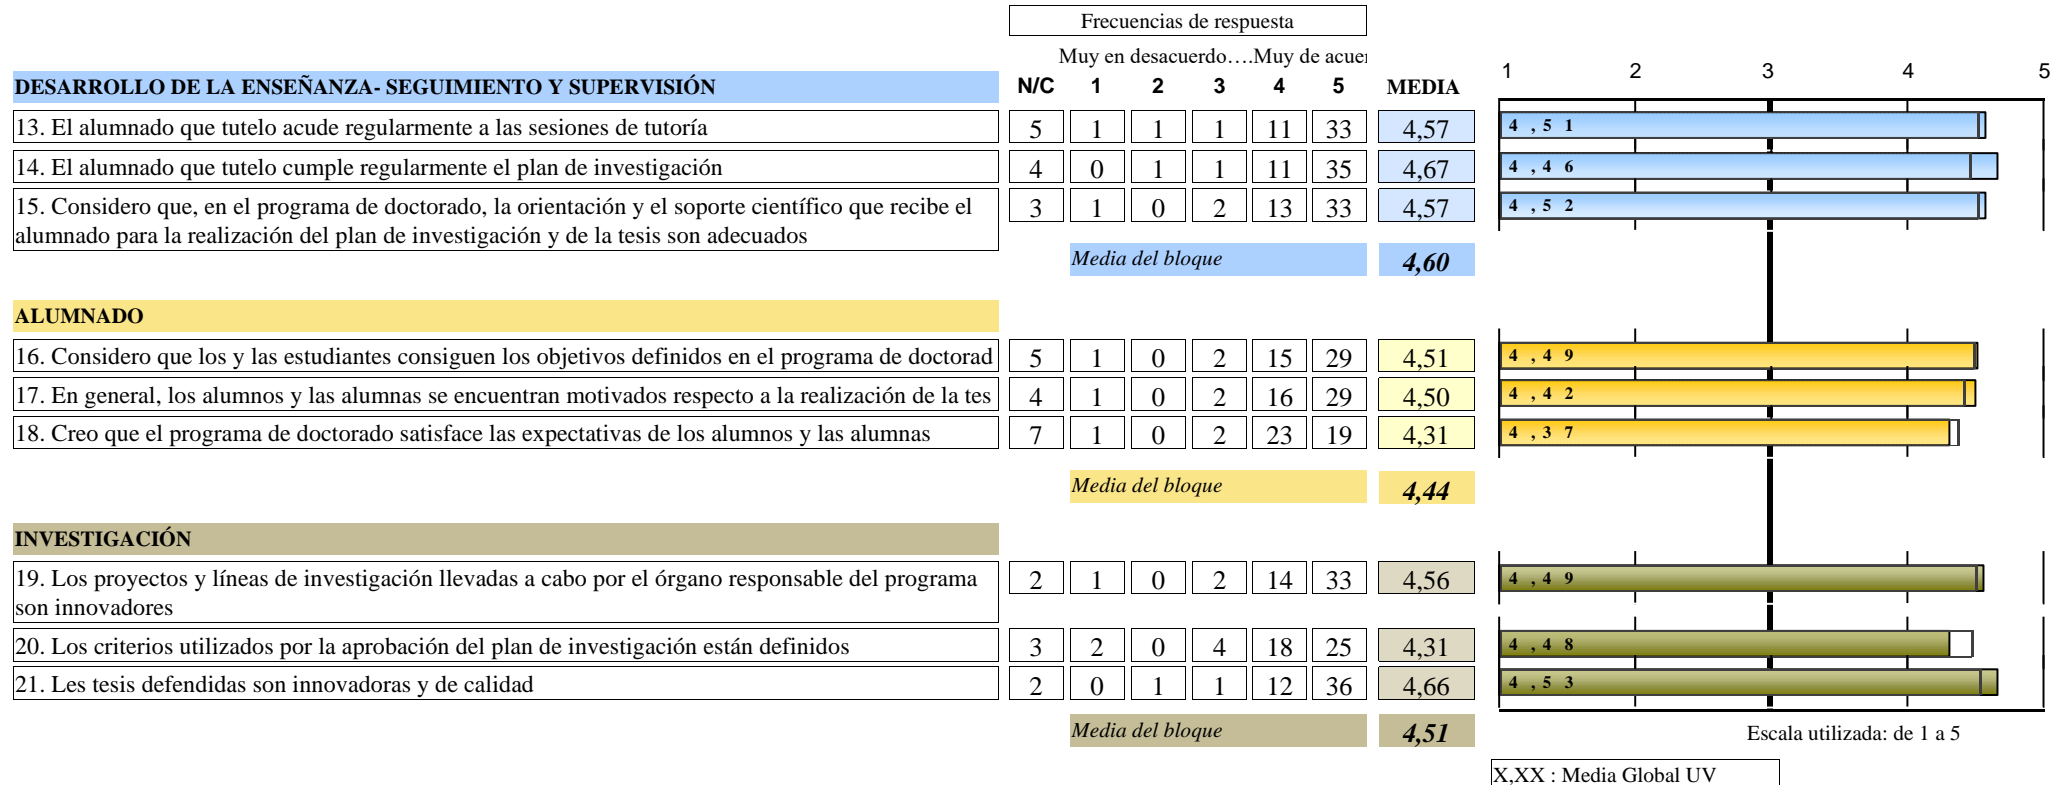 Frecuencias de respuesta
Muy en desacuerdo….Muy de acuer
DESARROLLO DE LA ENSEÑANZA- SEGUIMIENTO Y SUPERVISIÓN N/C 1 2 3 4 5 MEDIA 1 2 3 4 5
13. El alumnado que tutelo acude regularmente a las sesiones de tutoría 5 1 1 1 11 33 4,57 4,51
14. El alumnado que tutelo cumple regularmente el plan de investigación 4 0 1 1 11 35 4,67 4,46
15. Considero que, en el programa de doctorado, la orientación y el soporte científico que recibe el 3 1 0 2 13 33 4,57 4,52
alumnado para la realización del plan de investigación y de la tesis son adecuados
Media del bloque 4,60
ALUMNADO
16. Considero que los y las estudiantes consiguen los objetivos definidos en el programa de doctorad 5 1 0 2 15 29 4,51 4,49
17. En general, los alumnos y las alumnas se encuentran motivados respecto a la realización de la tes 4 1 0 2 16 29 4,50 4,42
18. Creo que el programa de doctorado satisface las expectativas de los alumnos y las alumnas 7 1 0 2 23 19 4,31 4,37
Media del bloque 4,44
INVESTIGACIÓN
19. Los proyectos y líneas de investigación llevadas a cabo por el órgano responsable del programa 2 1 0 2 14 33 4,56 4,49
son innovadores
20. Los criterios utilizados por la aprobación del plan de investigación están definidos 3 2 0 4 18 25 4,31 4,48
21. Les tesis defendidas son innovadoras y de calidad 2 0 1 1 12 36 4,66 4,53
Media del bloque 4,51
Escala utilizada: de 1 a 5
X,XX : Media Global UV